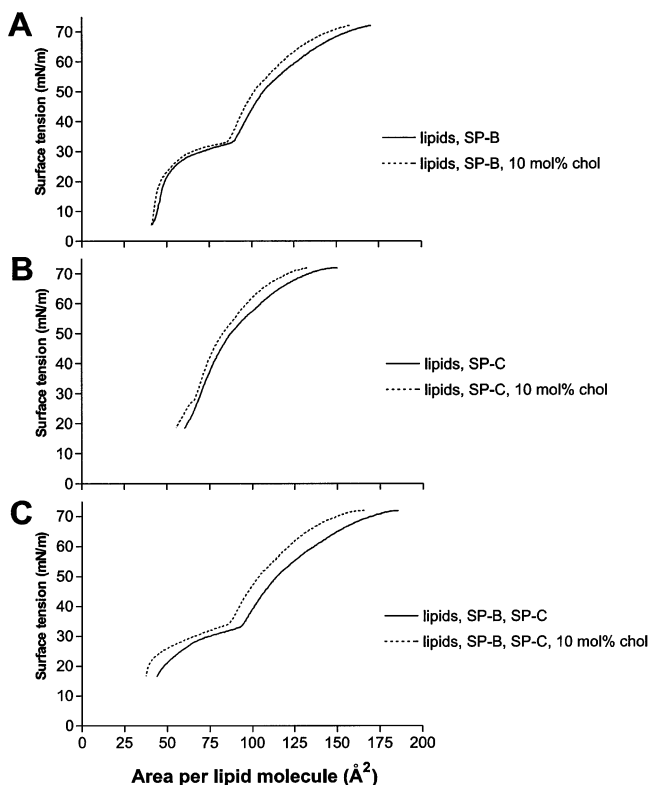 A
Surface tension (mN/m)
70
60
50
40
30
20
10
0
lipids, SP-B
lipids, SP-B, 10 mol% chol
B
Surface tension (mN/m)
70
60
50
40
30
20
10
0
lipids, SP-C
lipids, SP-C, 10 mol% chol
C
Surface tension (mN/m)
70
60
50
40
30
20
10
0
lipids, SP-B, SP-C
lipids, SP-B, SP-C, 10 mol% chol
0 25 50 75 100 125 150 175 200
Area per lipid molecule (Å²)